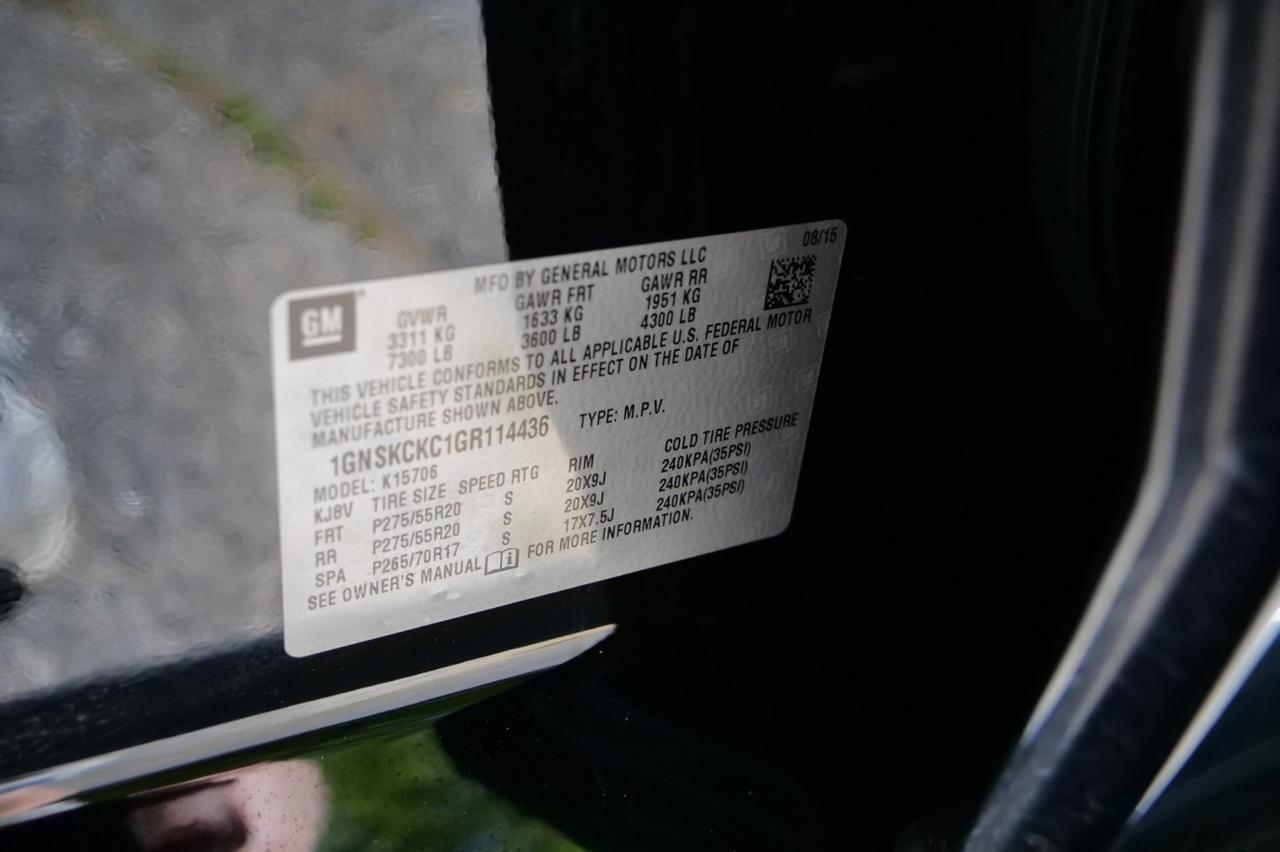 08/15
MFD BY GENERAL MOTORS LLC
GM
GVWR GAWR FRT GAWR RR
3311 KG 1633 KG 1951 KG
7300 LB 3600 LB 4300 LB
THIS VEHICLE CONFORMS TO ALL APPLICABLE U.S. FEDERAL MOTOR
VEHICLE SAFETY STANDARDS IN EFFECT ON THE DATE OF
MANUFACTURE SHOWN ABOVE.
1GNSKCKC1GR114436 TYPE: M.P.V.
MODEL: K15706
KJBV TIRE SIZE SPEED RTG RIM COLD TIRE PRESSURE
FRT P275/55R20 S 20X9J 240KPA(35PSI)
RR P275/55R20 S 20X9J 240KPA(35PSI)
SPA P265/70R17 S 17X7.5J 240KPA(35PSI)
SEE OWNER'S MANUAL FOR MORE INFORMATION.